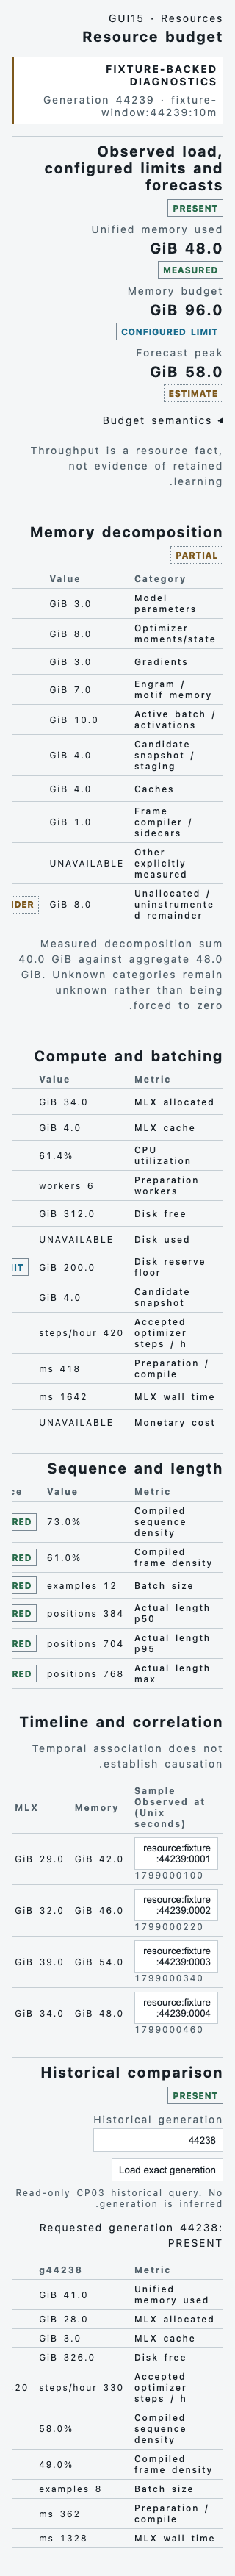 GUI15 · Resources
Resource budget
FIXTURE-BACKED
DIAGNOSTICS
Generation 44239 · fixture-
window:44239:10m
Observed load,
configured limits and
forecasts
PRESENT
Unified memory used
GiB 48.0
MEASURED
Memory budget
GiB 96.0
CONFIGURED LIMIT
Forecast peak
GiB 58.0
ESTIMATE
Budget semantics
Throughput is a resource fact,
not evidence of retained
.learning
Memory decomposition
PARTIAL
Value Category
GiB 3.0 Model
parameters
GiB 8.0 Optimizer
moments/state
GiB 3.0 Gradients
GiB 7.0 Engram /
motif memory
GiB 10.0 Active batch /
activations
GiB 4.0 Candidate
snapshot /
staging
GiB 4.0 Caches
GiB 1.0 Frame
compiler /
sidecars
UNAVAILABLE Other
explicitly
measured
NDER GiB 8.0 Unallocated /
uninstrumente
d remainder
Measured decomposition sum
40.0 GiB against aggregate 48.0
GiB. Unknown categories remain
unknown rather than being
.forced to zero
Compute and batching
Value Metric
GiB 34.0 MLX allocated
GiB 4.0 MLX cache
61.4% CPU
utilization
workers 6 Preparation
workers
GiB 312.0 Disk free
UNAVAILABLE Disk used
IIT GiB 200.0 Disk reserve
floor
GiB 4.0 Candidate
snapshot
steps/hour 420 Accepted
optimizer
steps / h
ms 418 Preparation /
compile
ms 1642 MLX wall time
UNAVAILABLE Monetary cost
Sequence and length
ce Value Metric
RED 73.0% Compiled
sequence
density
RED 61.0% Compiled
frame density
RED examples 12 Batch size
RED positions 384 Actual length
p50
RED positions 704 Actual length
p95
RED positions 768 Actual length
max
Timeline and correlation
Temporal association does not
.establish causation
MLX Memory Sample
Observed at
(Unix
seconds)
GiB 29.0 GiB 42.0 resource:fixture
:44239:0001
1799000100
GiB 32.0 GiB 46.0 resource:fixture
:44239:0002
1799000220
GiB 39.0 GiB 54.0 resource:fixture
:44239:0003
1799000340
GiB 34.0 GiB 48.0 resource:fixture
:44239:0004
1799000460
Historical comparison
PRESENT
Historical generation
44238
Load exact generation
Read-only CP03 historical query. No
.generation is inferred
Requested generation 44238:
PRESENT
g44238 Metric
GiB 41.0 Unified
memory used
GiB 28.0 MLX allocated
GiB 3.0 MLX cache
GiB 326.0 Disk free
420 steps/hour 330 Accepted
optimizer
steps / h
58.0% Compiled
sequence
density
49.0% Compiled
frame density
examples 8 Batch size
ms 362 Preparation /
compile
ms 1328 MLX wall time